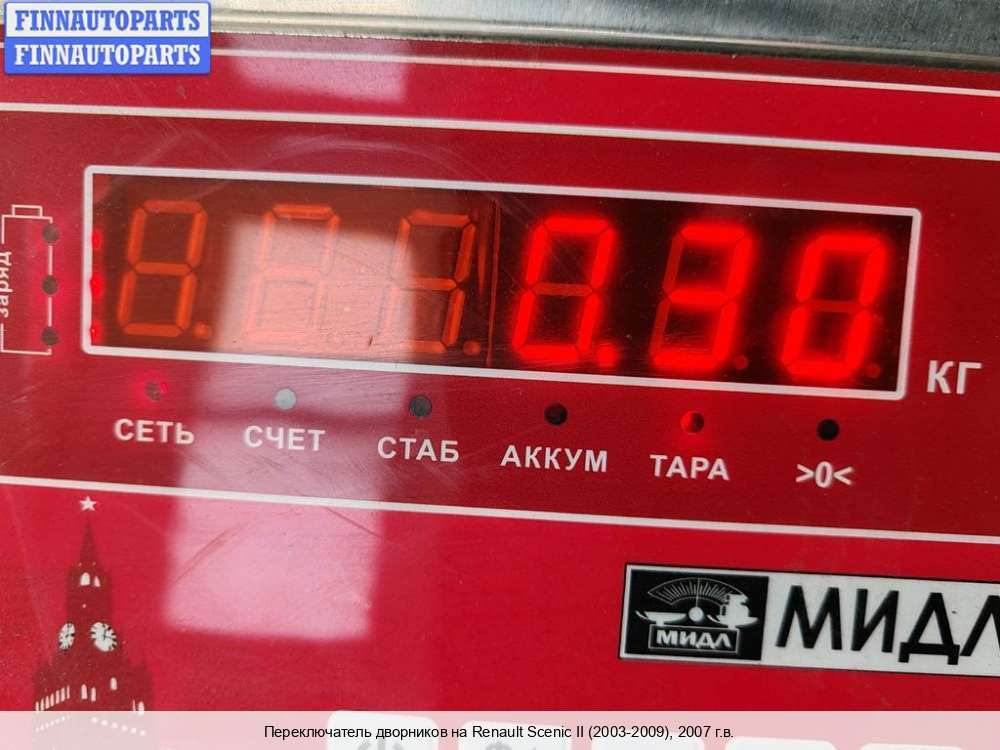 FINNAUTOPARTS
FINNAUTOPARTS
заряд
0.30
КГ
СЕТЬ СЧЕТ СТАБ АККУМ ТАРА >0<
МИДЛ
МИДЛ
Переключатель дворников на Renault Scenic II (2003-2009), 2007 г.в.